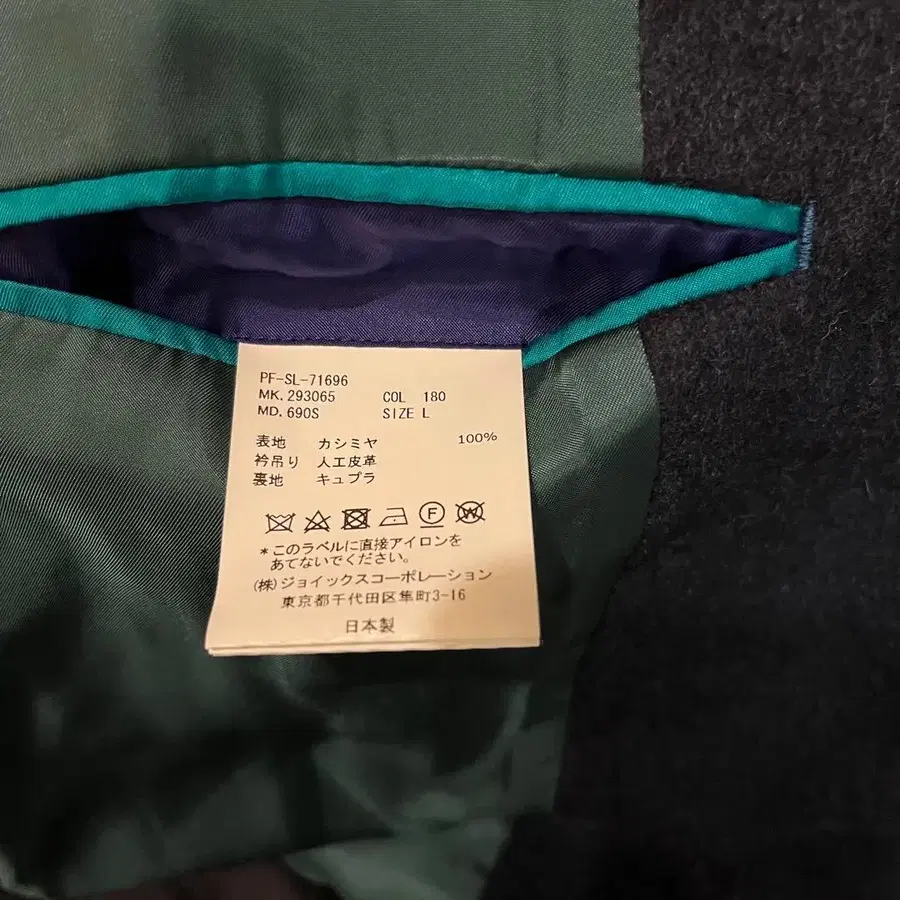 PF-SL-71696
MK. 293065 COL 180
MD. 690S SIZE L
表地 カシミヤ 100%
衿吊り 人工皮革
裏地 キュプラ
F W
*このラベルに直接アイロンを
あてないでください。
(株)ジョイックスコーポレーション
東京都千代田区隼町3-16
日本製